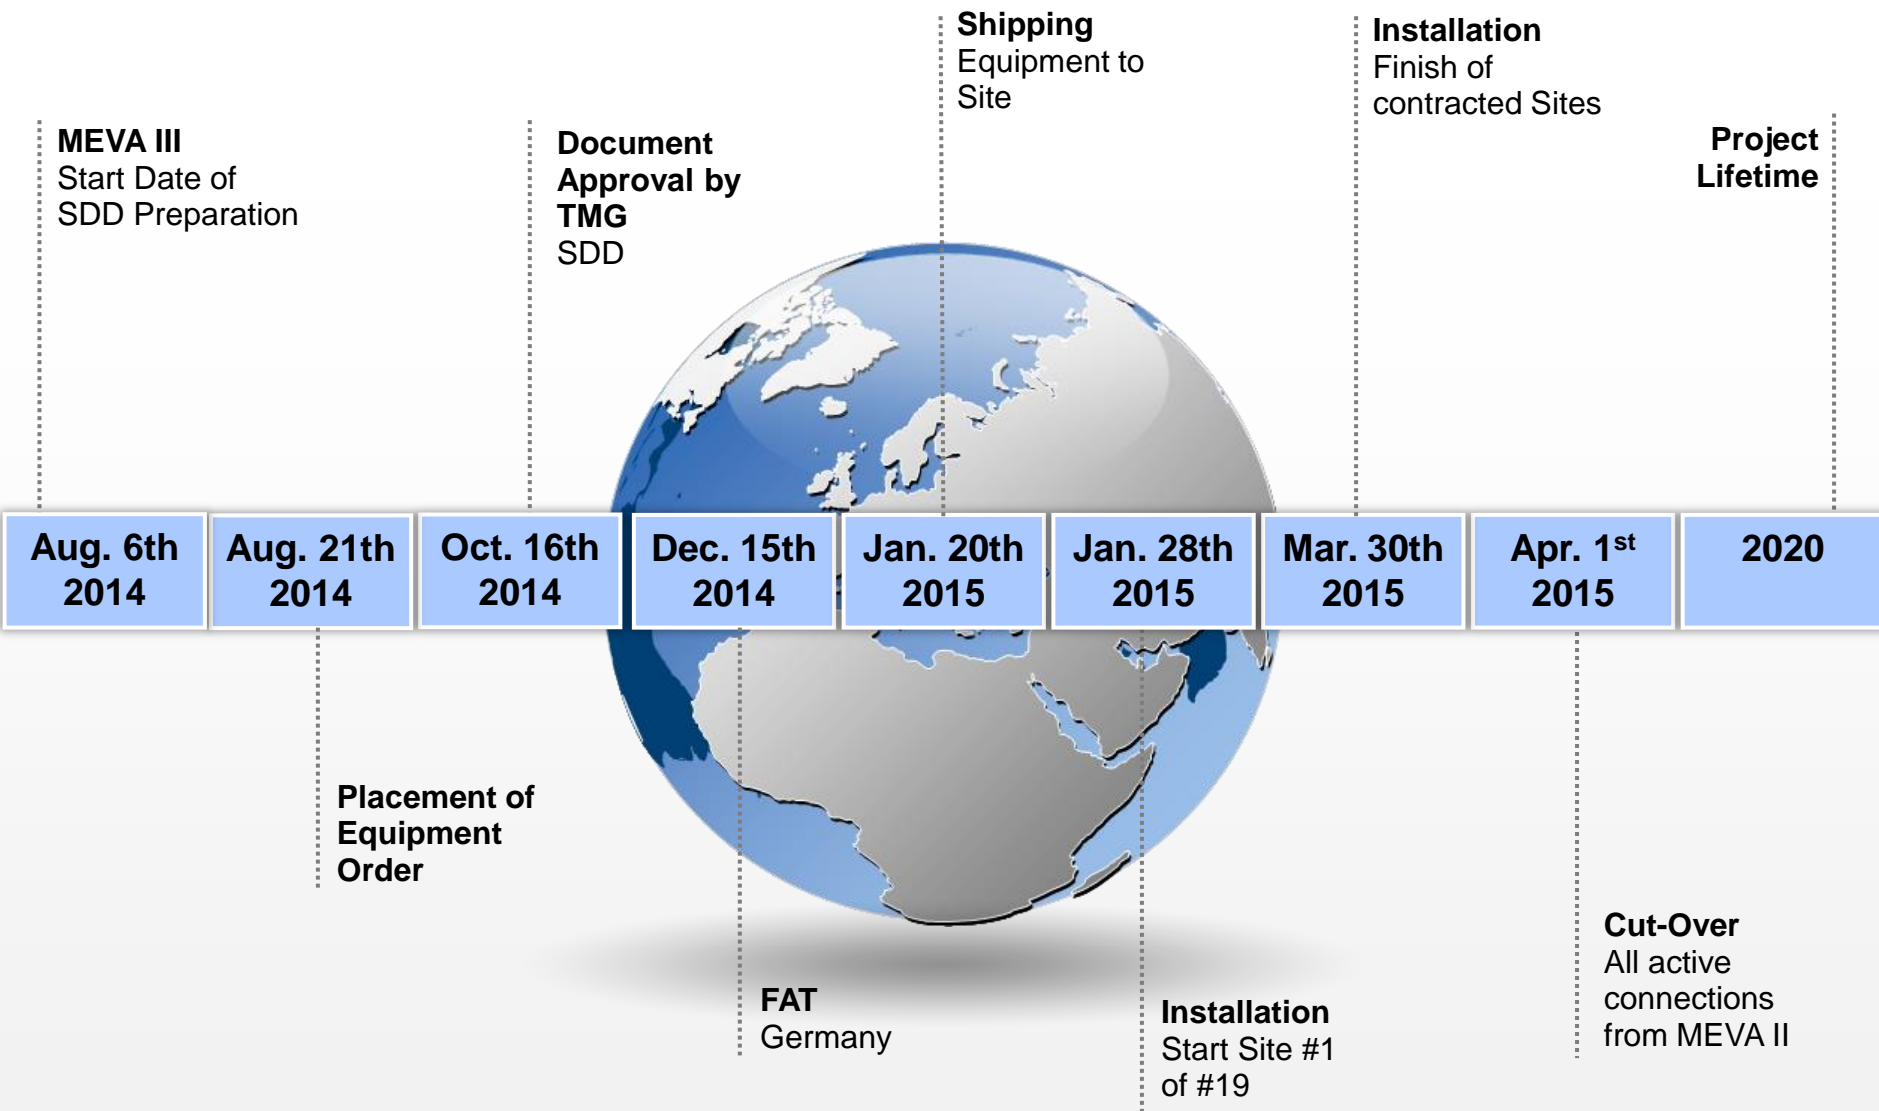 Shipping
Equipment to
Site
Installation
Finish of
contracted Sites
MEVA III
Start Date of
SDD Preparation
Document
Approval by
TMG
SDD
Project
Lifetime
Aug. 6th
2014
Aug. 21th
2014
Oct. 16th
2014
Dec. 15th
2014
Jan. 20th
2015
Jan. 28th
2015
Mar. 30th
2015
Apr. 1st
2015
2020
Placement of
Equipment
Order
FAT
Germany
Installation
Start Site #1
of #19
Cut-Over
All active
connections
from MEVA II